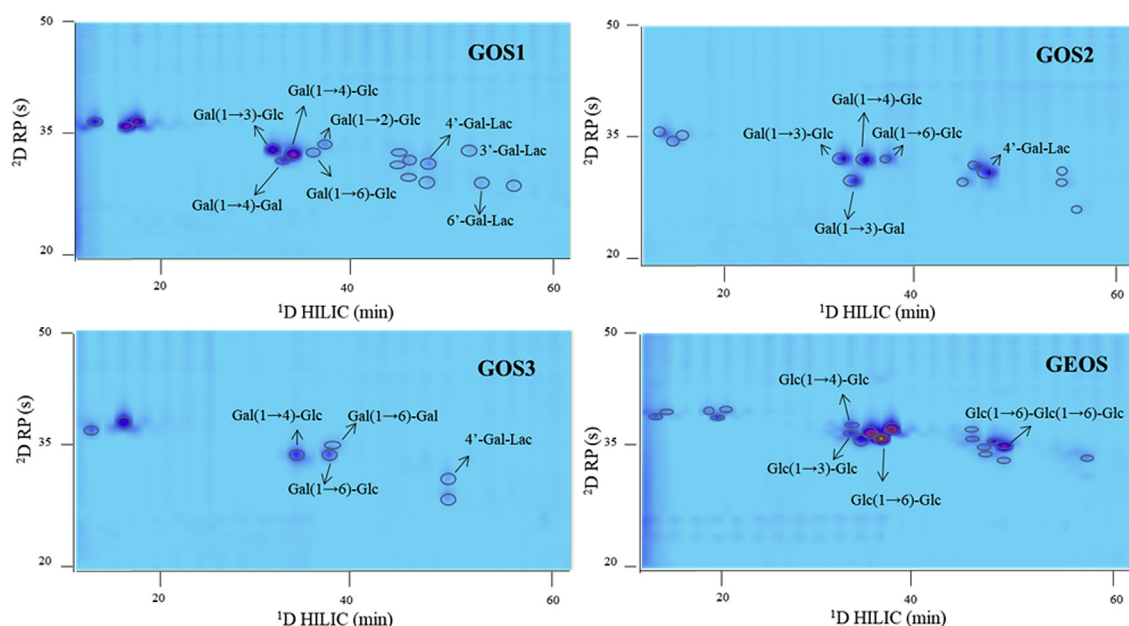 50
GOS1
Gal(1→4)-Glc
Gal(1→3)-Glc
Gal(1→2)-Glc
4’-Gal-Lac
3’-Gal-Lac
35
Gal(1→4)-Gal
Gal(1→6)-Glc
6’-Gal-Lac
20
²D RP (s)
20
40
60
¹D HILIC (min)
50
GOS2
Gal(1→4)-Glc
Gal(1→3)-Glc
Gal(1→6)-Glc
4’-Gal-Lac
35
Gal(1→3)-Gal
20
²D RP (s)
20
40
60
¹D HILIC (min)
50
GOS3
Gal(1→4)-Glc
Gal(1→6)-Gal
4’-Gal-Lac
35
Gal(1→6)-Glc
20
²D RP (s)
20
40
60
¹D HILIC (min)
50
GEOS
Glc(1→4)-Glc
Glc(1→6)-Glc(1→6)-Glc
35
Glc(1→3)-Glc
Glc(1→6)-Glc
20
²D RP (s)
20
40
60
¹D HILIC (min)